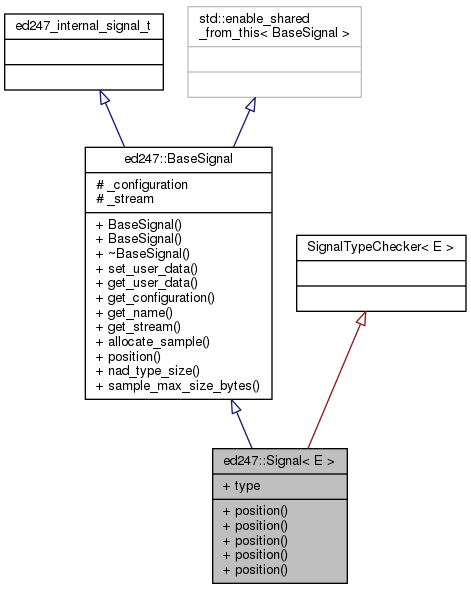 ed247_internal_signal_t
std::enable_shared
_from_this< BaseSignal >
ed247::BaseSignal
# _configuration
# _stream
+ BaseSignal()
+ BaseSignal()
+ ~BaseSignal()
+ set_user_data()
+ get_user_data()
+ get_configuration()
+ get_name()
+ get_stream()
+ allocate_sample()
+ position()
+ nad_type_size()
+ sample_max_size_bytes()
SignalTypeChecker< E >
ed247::Signal< E >
+ type
+ position()
+ position()
+ position()
+ position()
+ position()